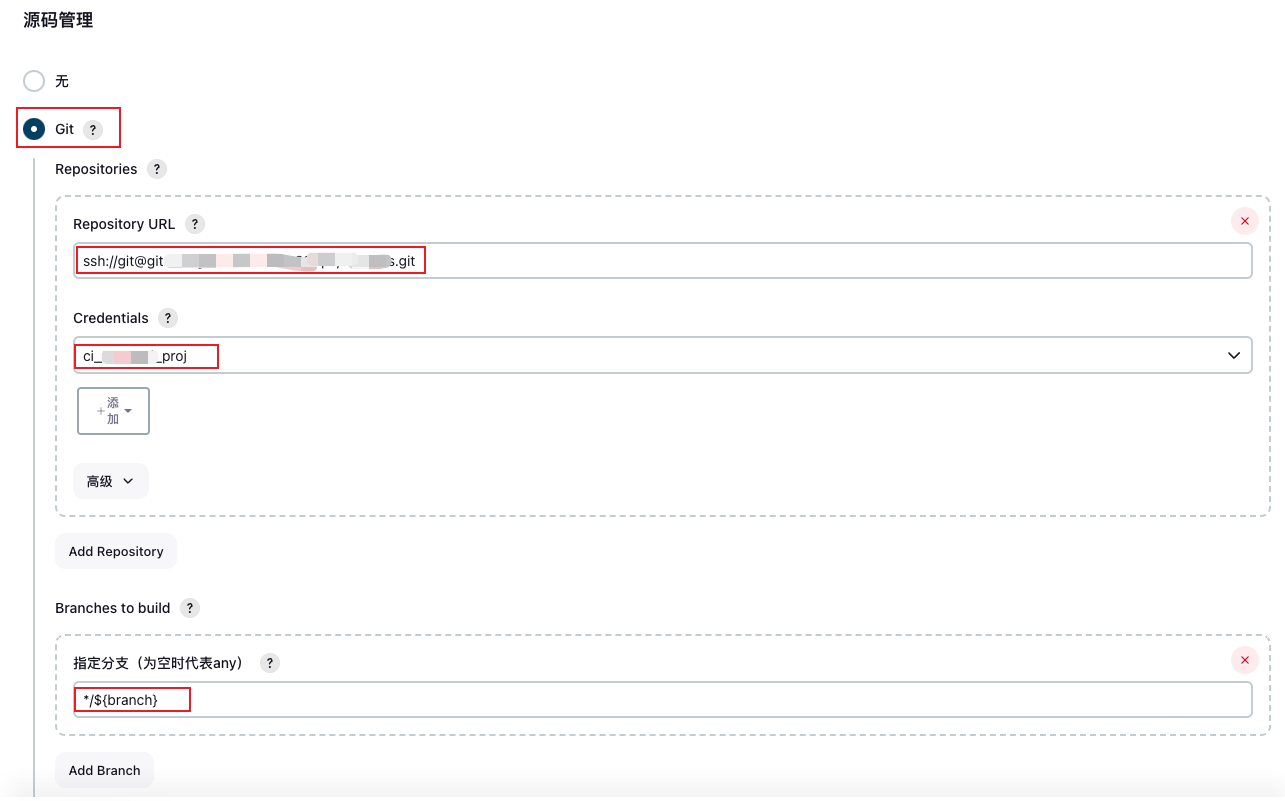 源码管理
无
Git ?
Repositories ?
Repository URL ?
ssh://git@git s.git
Credentials ?
ci_ _proj
添
加
高级
Add Repository
Branches to build ?
指定分支（为空时代表any） ?
*/${branch}
Add Branch